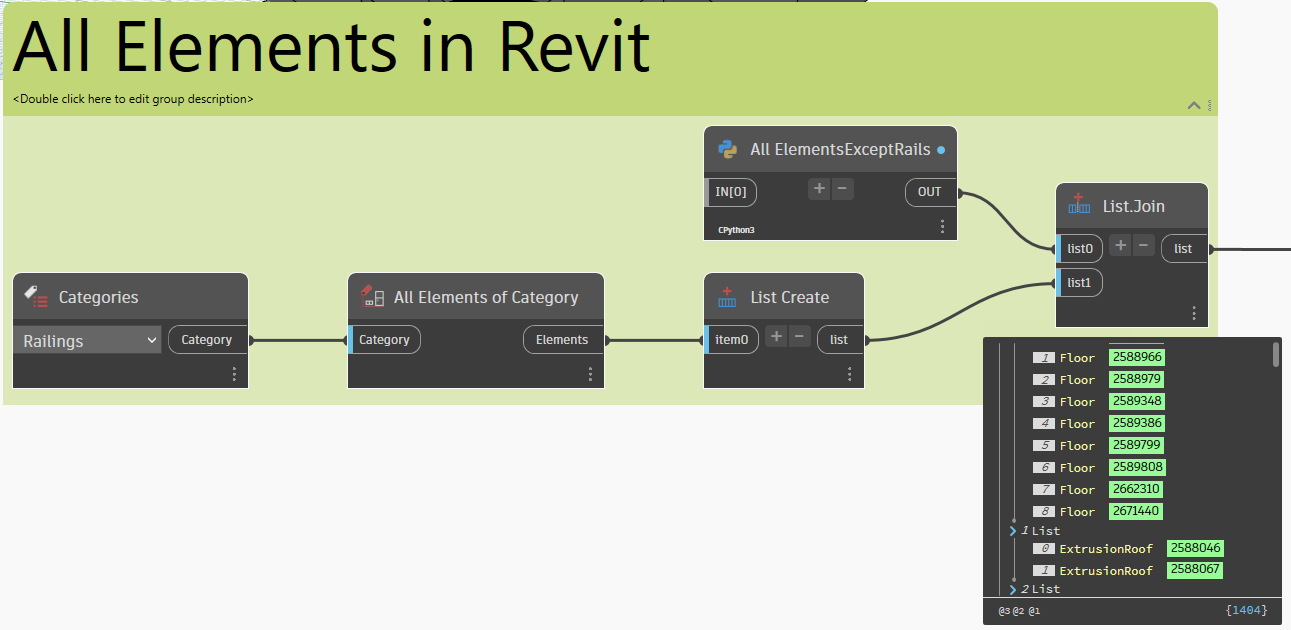 All Elements in Revit
<Double click here to edit group description>
All ElementsExceptRails
IN[0]
+
−
OUT
CPython3
List.Join
list0
+
−
list
list1
Categories
Railings
Category
All Elements of Category
Category
Elements
List Create
item0
+
−
list
1 Floor 2588966
2 Floor 2588979
3 Floor 2589348
4 Floor 2589386
5 Floor 2589799
6 Floor 2589808
7 Floor 2662310
8 Floor 2671440
1 List
0 ExtrusionRoof 2588046
1 ExtrusionRoof 2588067
2 List
@3 @2 @1 {1404}